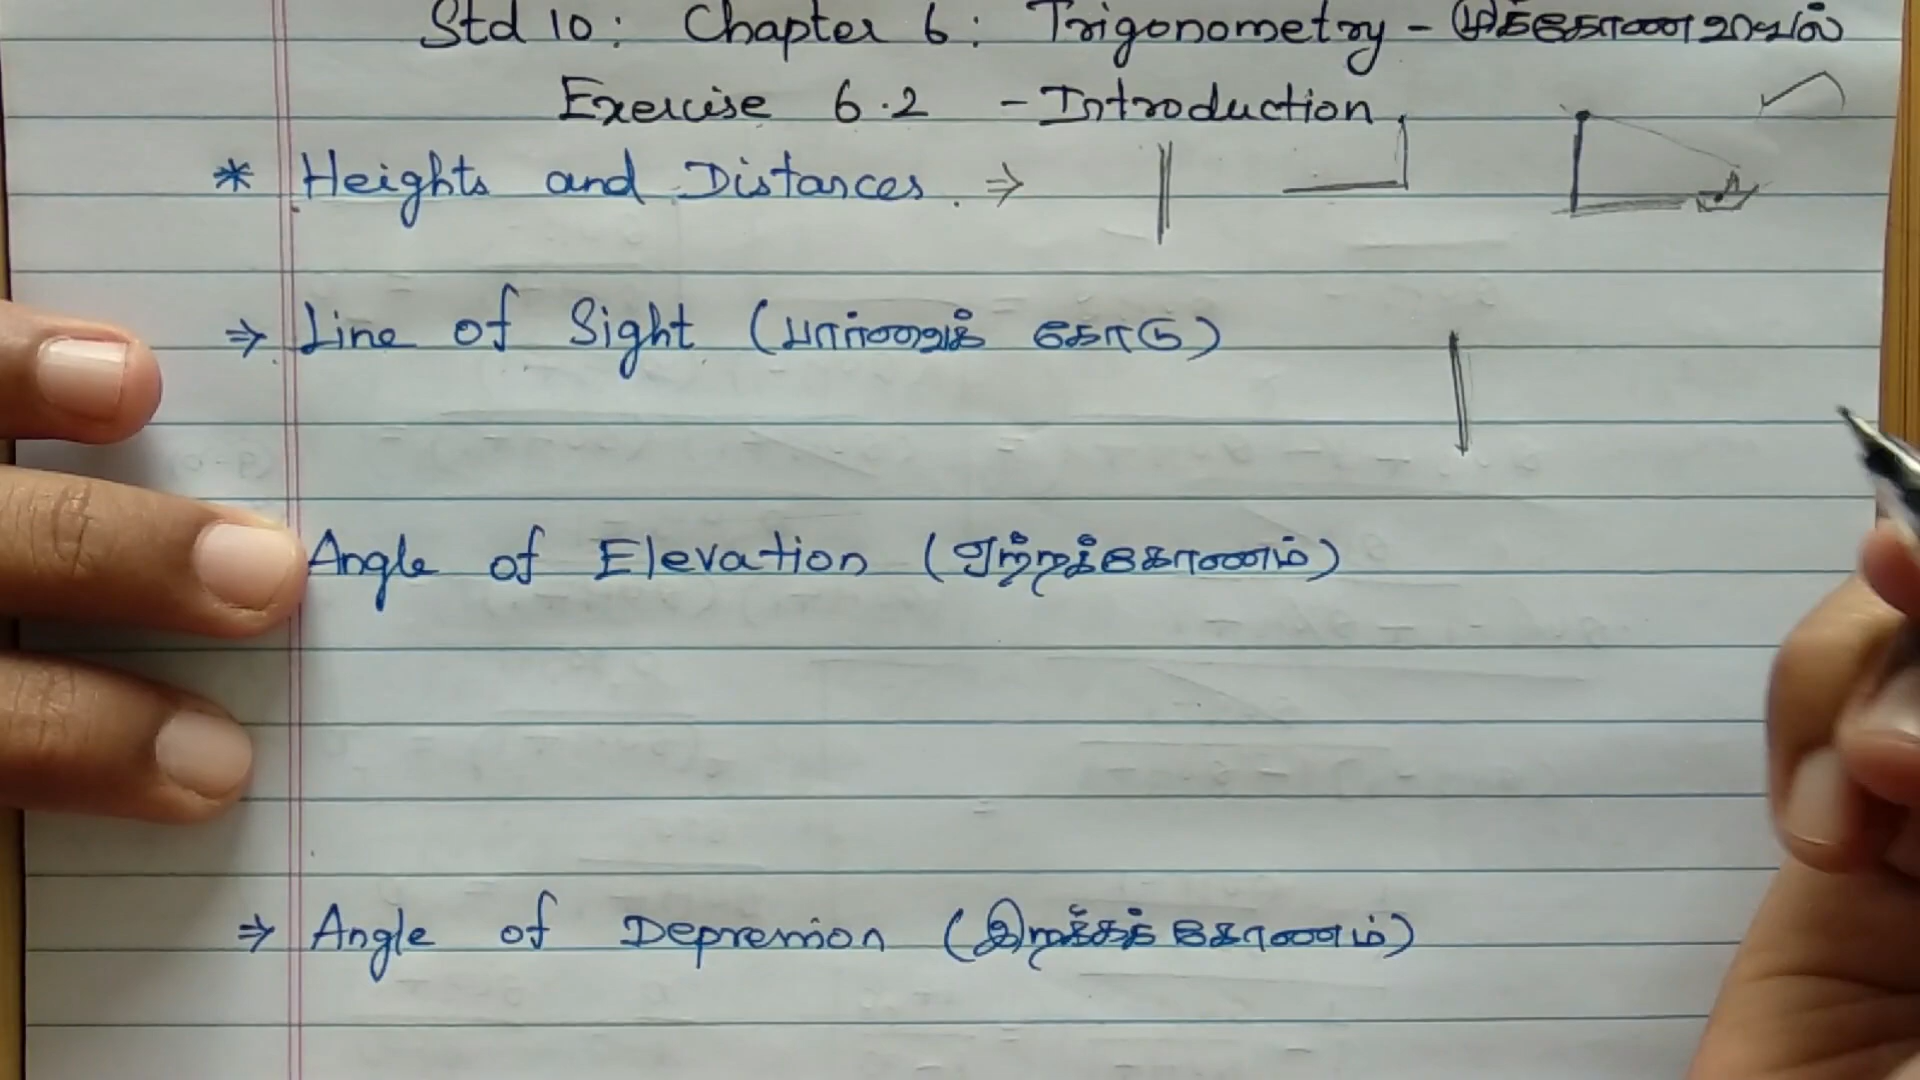 Std 10: Chapter 6: Trigonometry - முக்கோணவியல்
Exercise 6.2 - Introduction
* Heights and Distances. ⇒
⇒ Line of Sight (பார்வைக் கோடு)
Angle of Elevation (ஏற்றக்கோணம்)
⇒ Angle of Depression (இறக்கக் கோணம்)